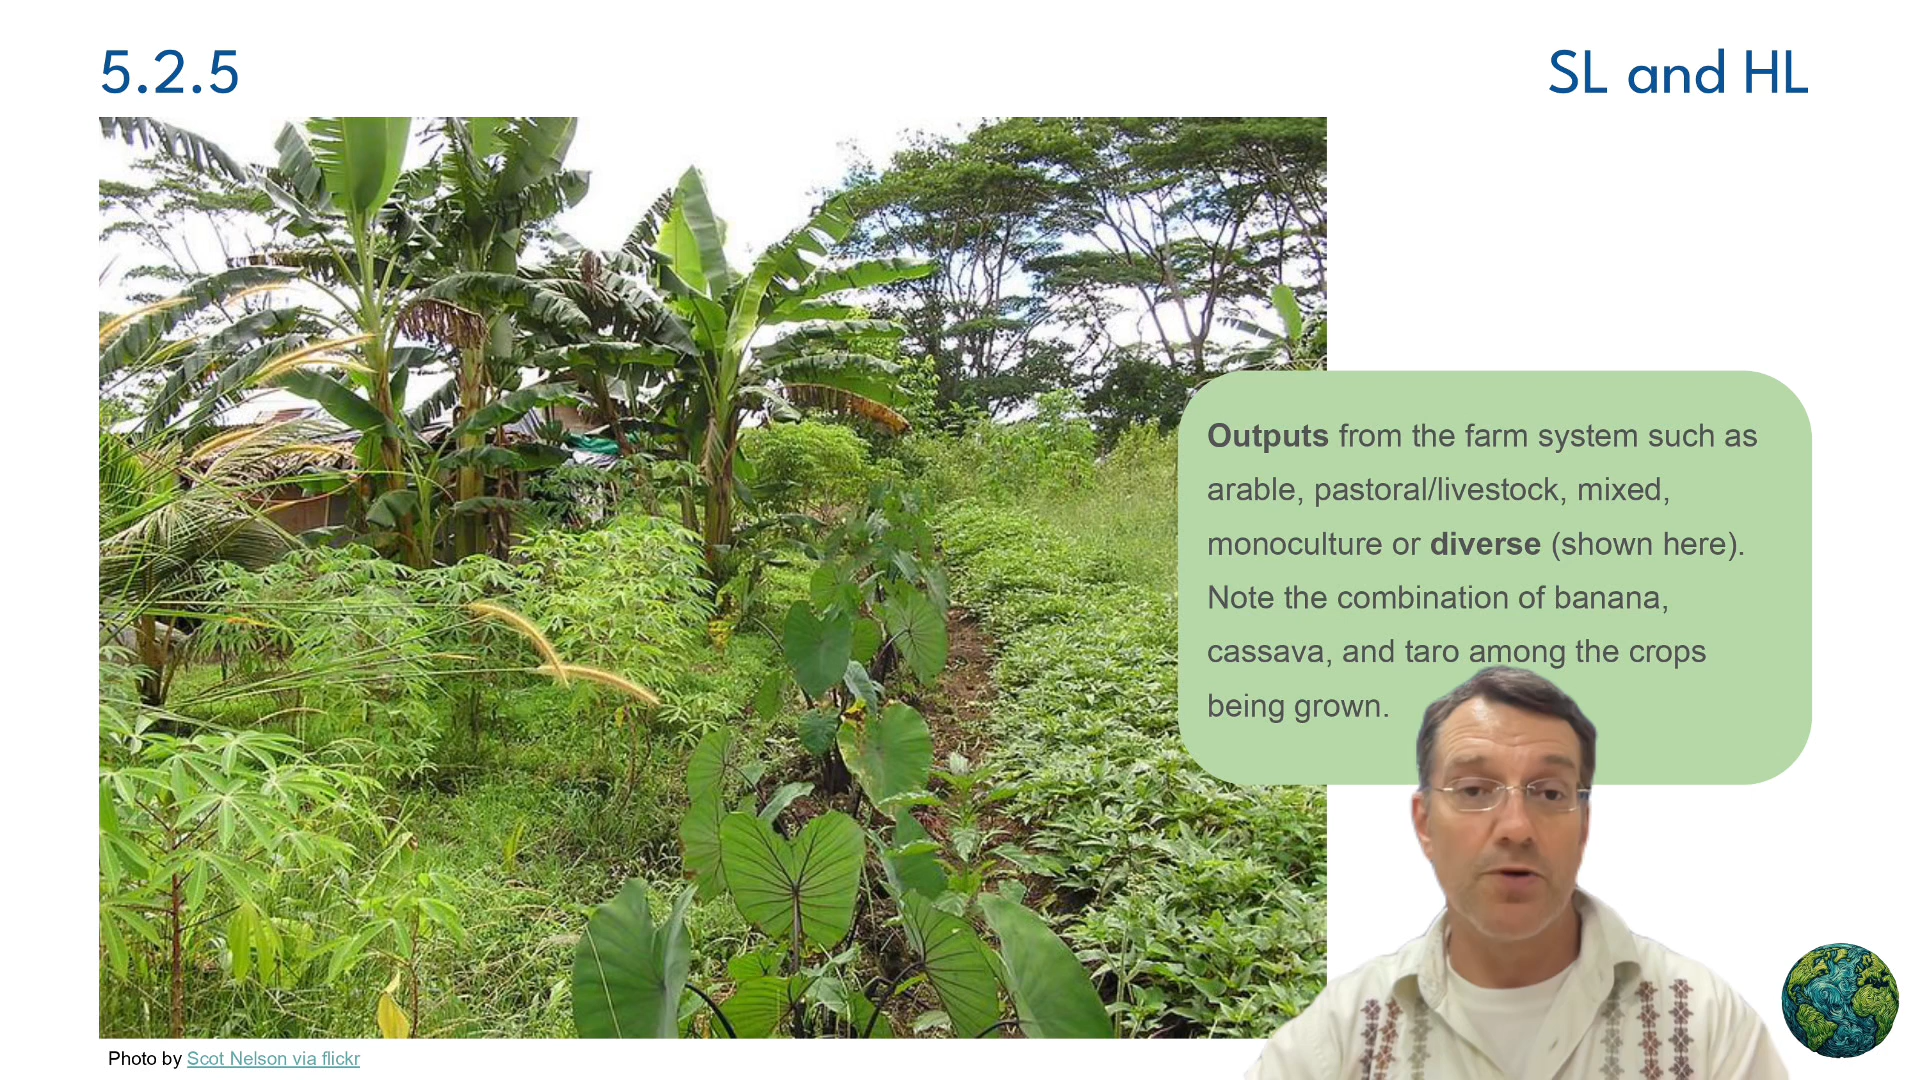 5.2.5
SL and HL
Outputs from the farm system such as
arable, pastoral/livestock, mixed,
monoculture or diverse (shown here).
Note the combination of banana,
cassava, and taro among the crops
being grown.
Photo by Scot Nelson via flickr